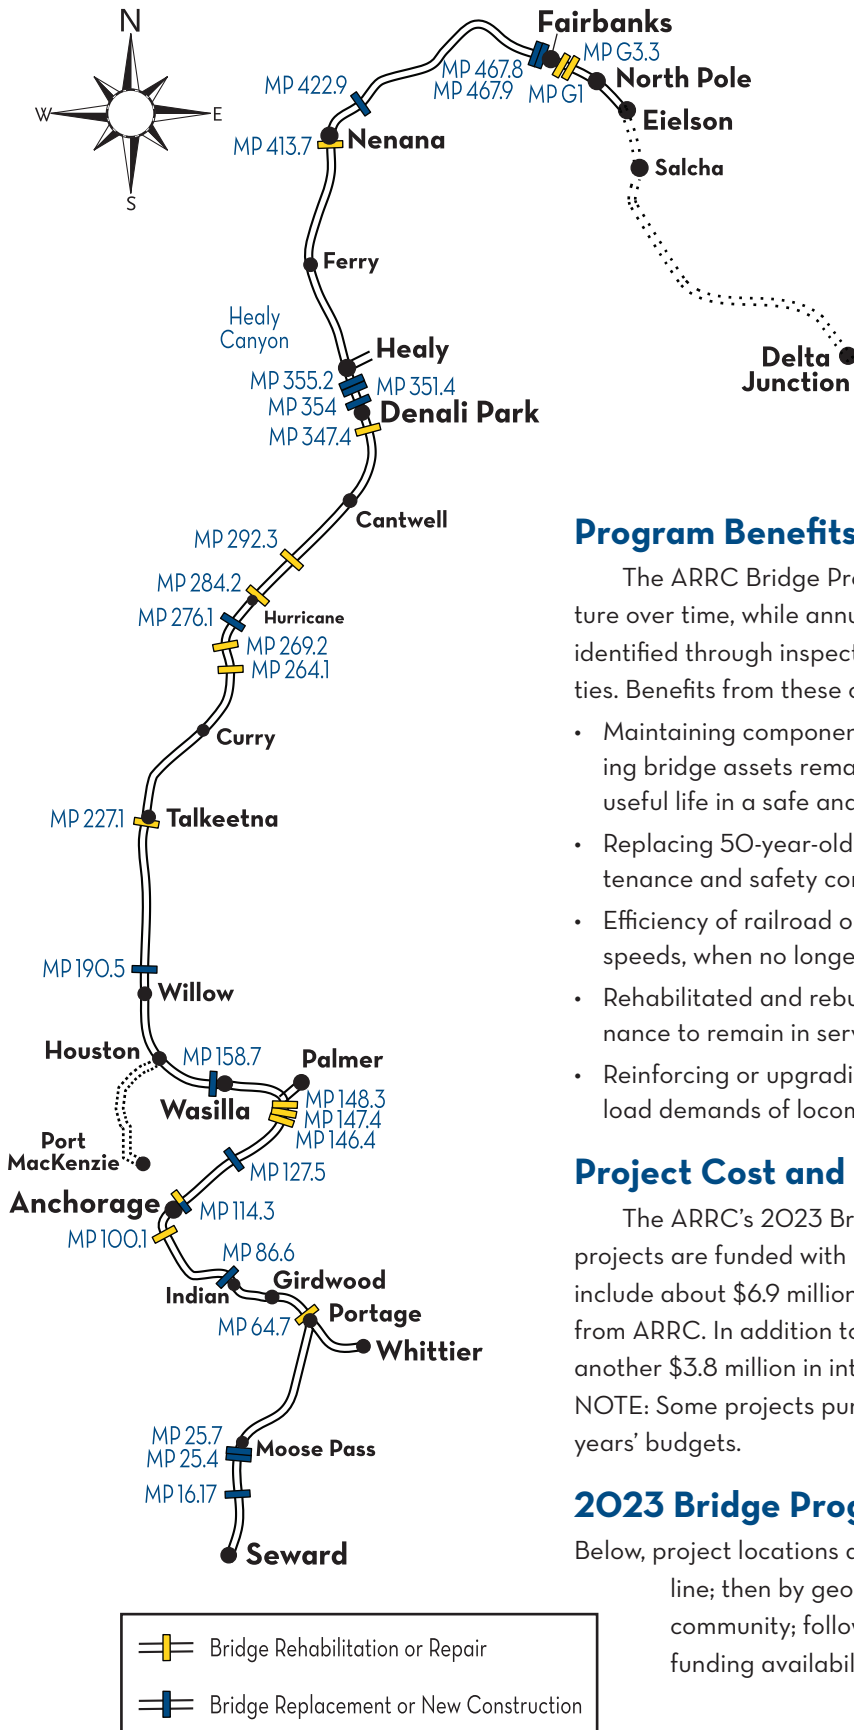 N
W
E
S
Fairbanks
MP G3.3
MP 467.8
MP 467.9
MP G1
North Pole
MP 422.9
Eielson
MP 413.7
Nenana
Salcha
Ferry
Healy
Canyon
Healy
Delta
Junction
MP 355.2
MP 351.4
MP 354
Denali Park
MP 347.4
Cantwell
MP 292.3
MP 284.2
MP 276.1
Hurricane
MP 269.2
MP 264.1
Curry
MP 227.1
Talkeetna
MP 190.5
Willow
Houston
MP 158.7
Palmer
Wasilla
MP 148.3
MP 147.4
MP 146.4
Port
MacKenzie
MP 127.5
Anchorage
MP 114.3
MP 100.1
MP 86.6
Indian
Girdwood
MP 64.7
Portage
Whittier
MP 25.7
MP 25.4
Moose Pass
MP 16.17
Seward
Bridge Rehabilitation or Repair
Bridge Replacement or New Construction
Program Benefits
The ARRC Bridge Pro
ture over time, while annu
identified through inspect
ties. Benefits from these
• Maintaining componen
ing bridge assets rema
useful life in a safe and
• Replacing 50-year-old
tenance and safety co
• Efficiency of railroad o
speeds, when no longe
• Rehabilitated and rebu
nance to remain in serv
• Reinforcing or upgradi
load demands of locom
Project Cost and
The ARRC's 2023 Br
projects are funded with
include about $6.9 million
from ARRC. In addition to
another $3.8 million in int
NOTE: Some projects pur
years' budgets.
2023 Bridge Prog
Below, project locations a
line; then by geo
community; follow
funding availabil